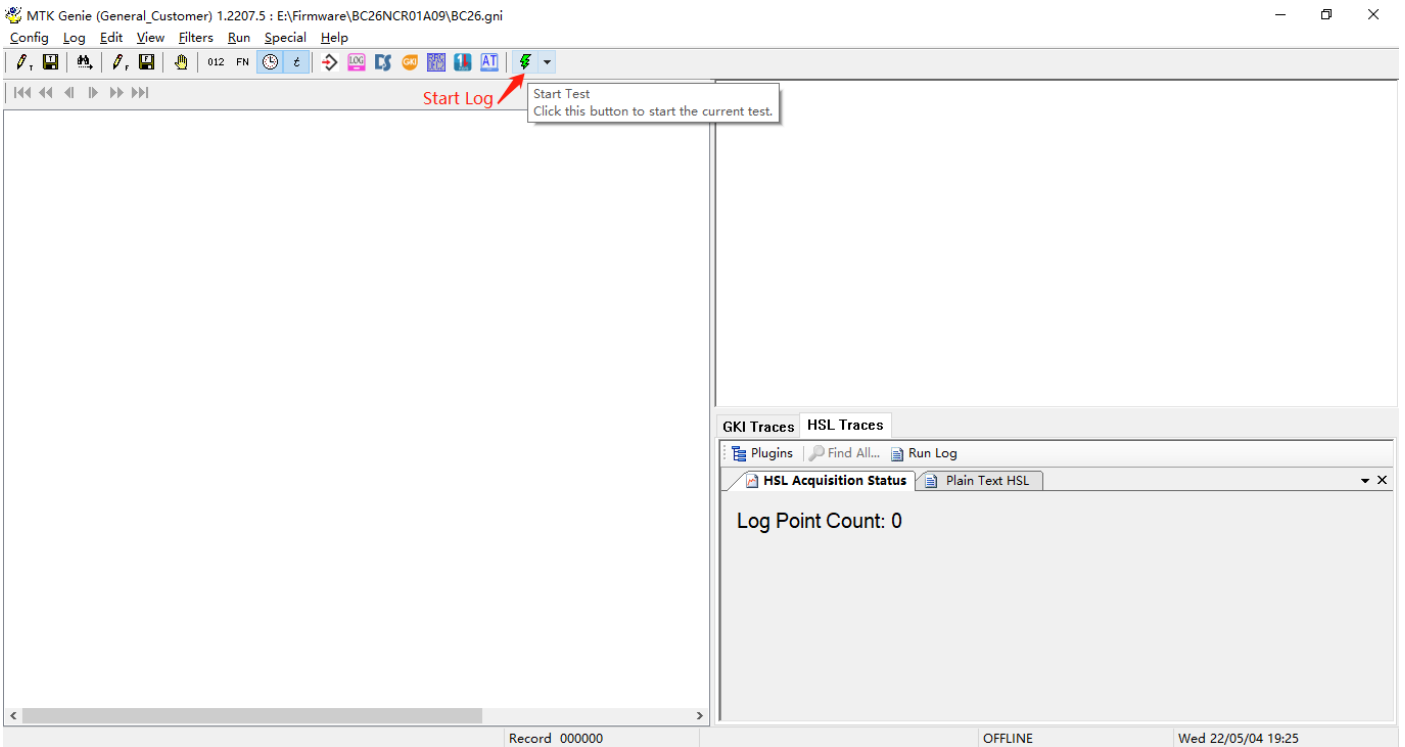 MTK Genie (General_Customer) 1.2207.5 : E:\Firmware\BC26NCR01A09\BC26.gni
Config Log Edit View Filters Run Special Help
012 FN t LOG GKI AT
Start Log
Start Test
Click this button to start the current test.
GKI Traces HSL Traces
Plugins Find All... Run Log
HSL Acquisition Status Plain Text HSL
Log Point Count: 0
Record 000000 OFFLINE Wed 22/05/04 19:25